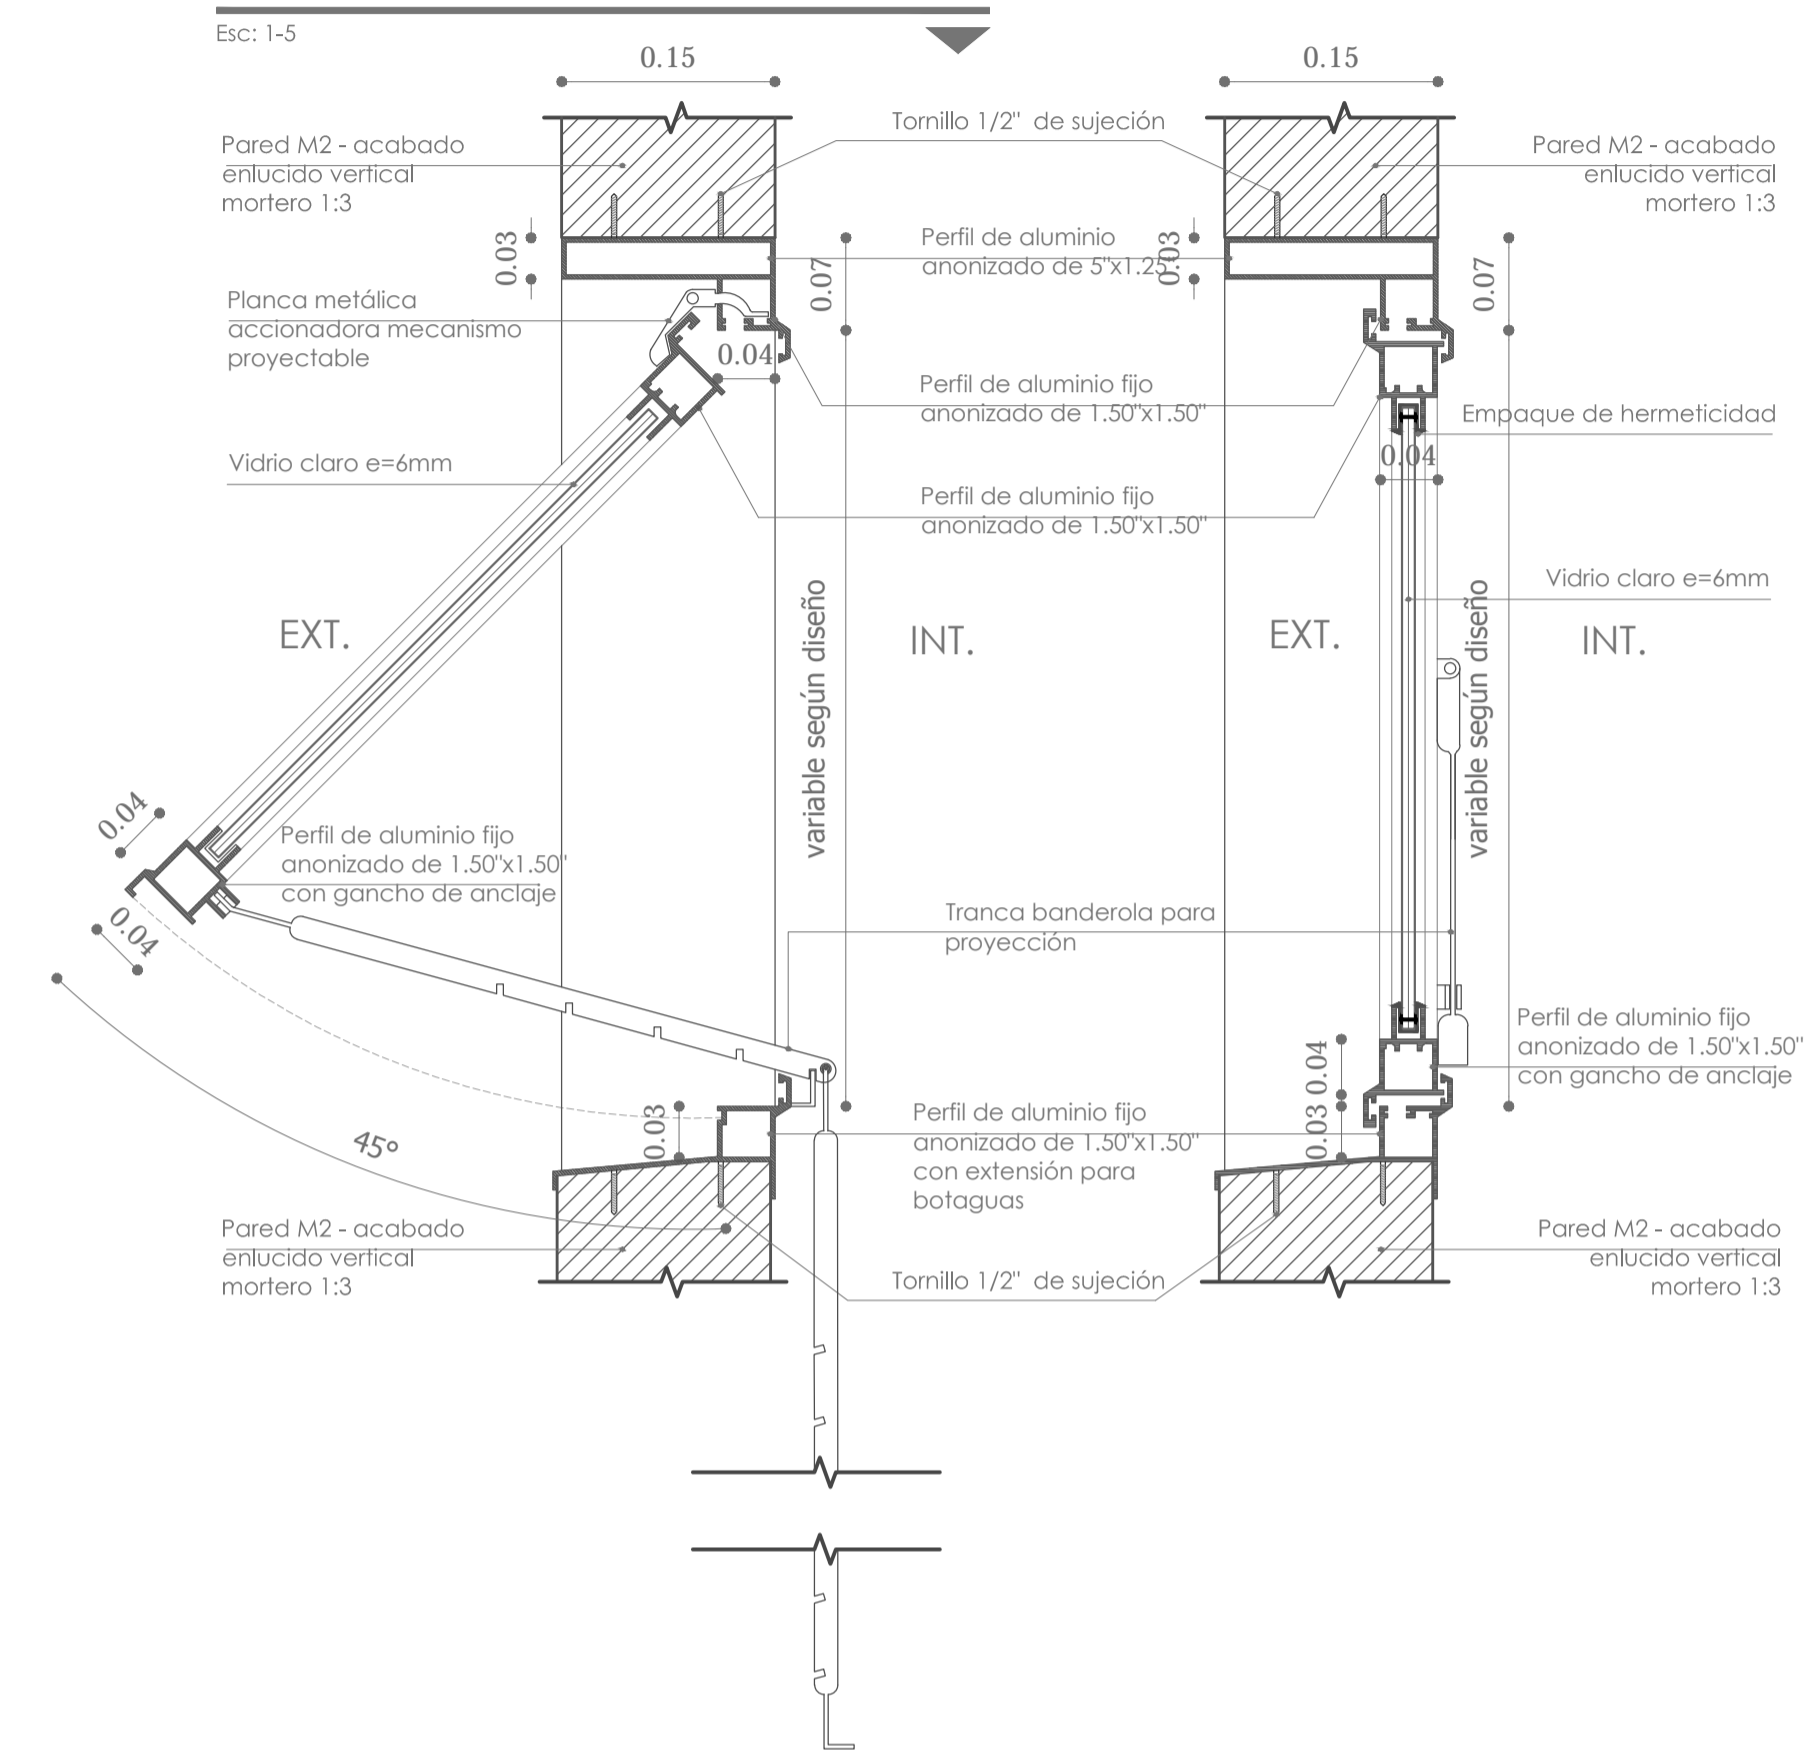 Esc: 1-5
0.15
0.15
Tornillo 1/2" de sujeción
Pared M2 - acabado
enlucido vertical
mortero 1:3
Pared M2 - acabado
enlucido vertical
mortero 1:3
0.03
0.07
Perfil de aluminio
anonizado de 5"x1.25"
0.03
0.07
Planca metálica
accionadora mecanismo
proyectable
0.04
Perfil de aluminio fijo
anonizado de 1.50"x1.50"
Empaque de hermeticidad
0.04
Vidrio claro e=6mm
Perfil de aluminio fijo
anonizado de 1.50"x1.50"
Vidrio claro e=6mm
EXT.
variable según diseño
INT.
EXT.
variable según diseño
INT.
0.04
Perfil de aluminio fijo
anonizado de 1.50"x1.50"
con gancho de anclaje
0.04
Tranca banderola para
proyección
Perfil de aluminio fijo
anonizado de 1.50"x1.50"
con gancho de anclaje
0.04
0.03
45°
0.03
Perfil de aluminio fijo
anonizado de 1.50"x1.50"
con extensión para
botaguas
Pared M2 - acabado
enlucido vertical
mortero 1:3
Tornillo 1/2" de sujeción
Pared M2 - acabado
enlucido vertical
mortero 1:3